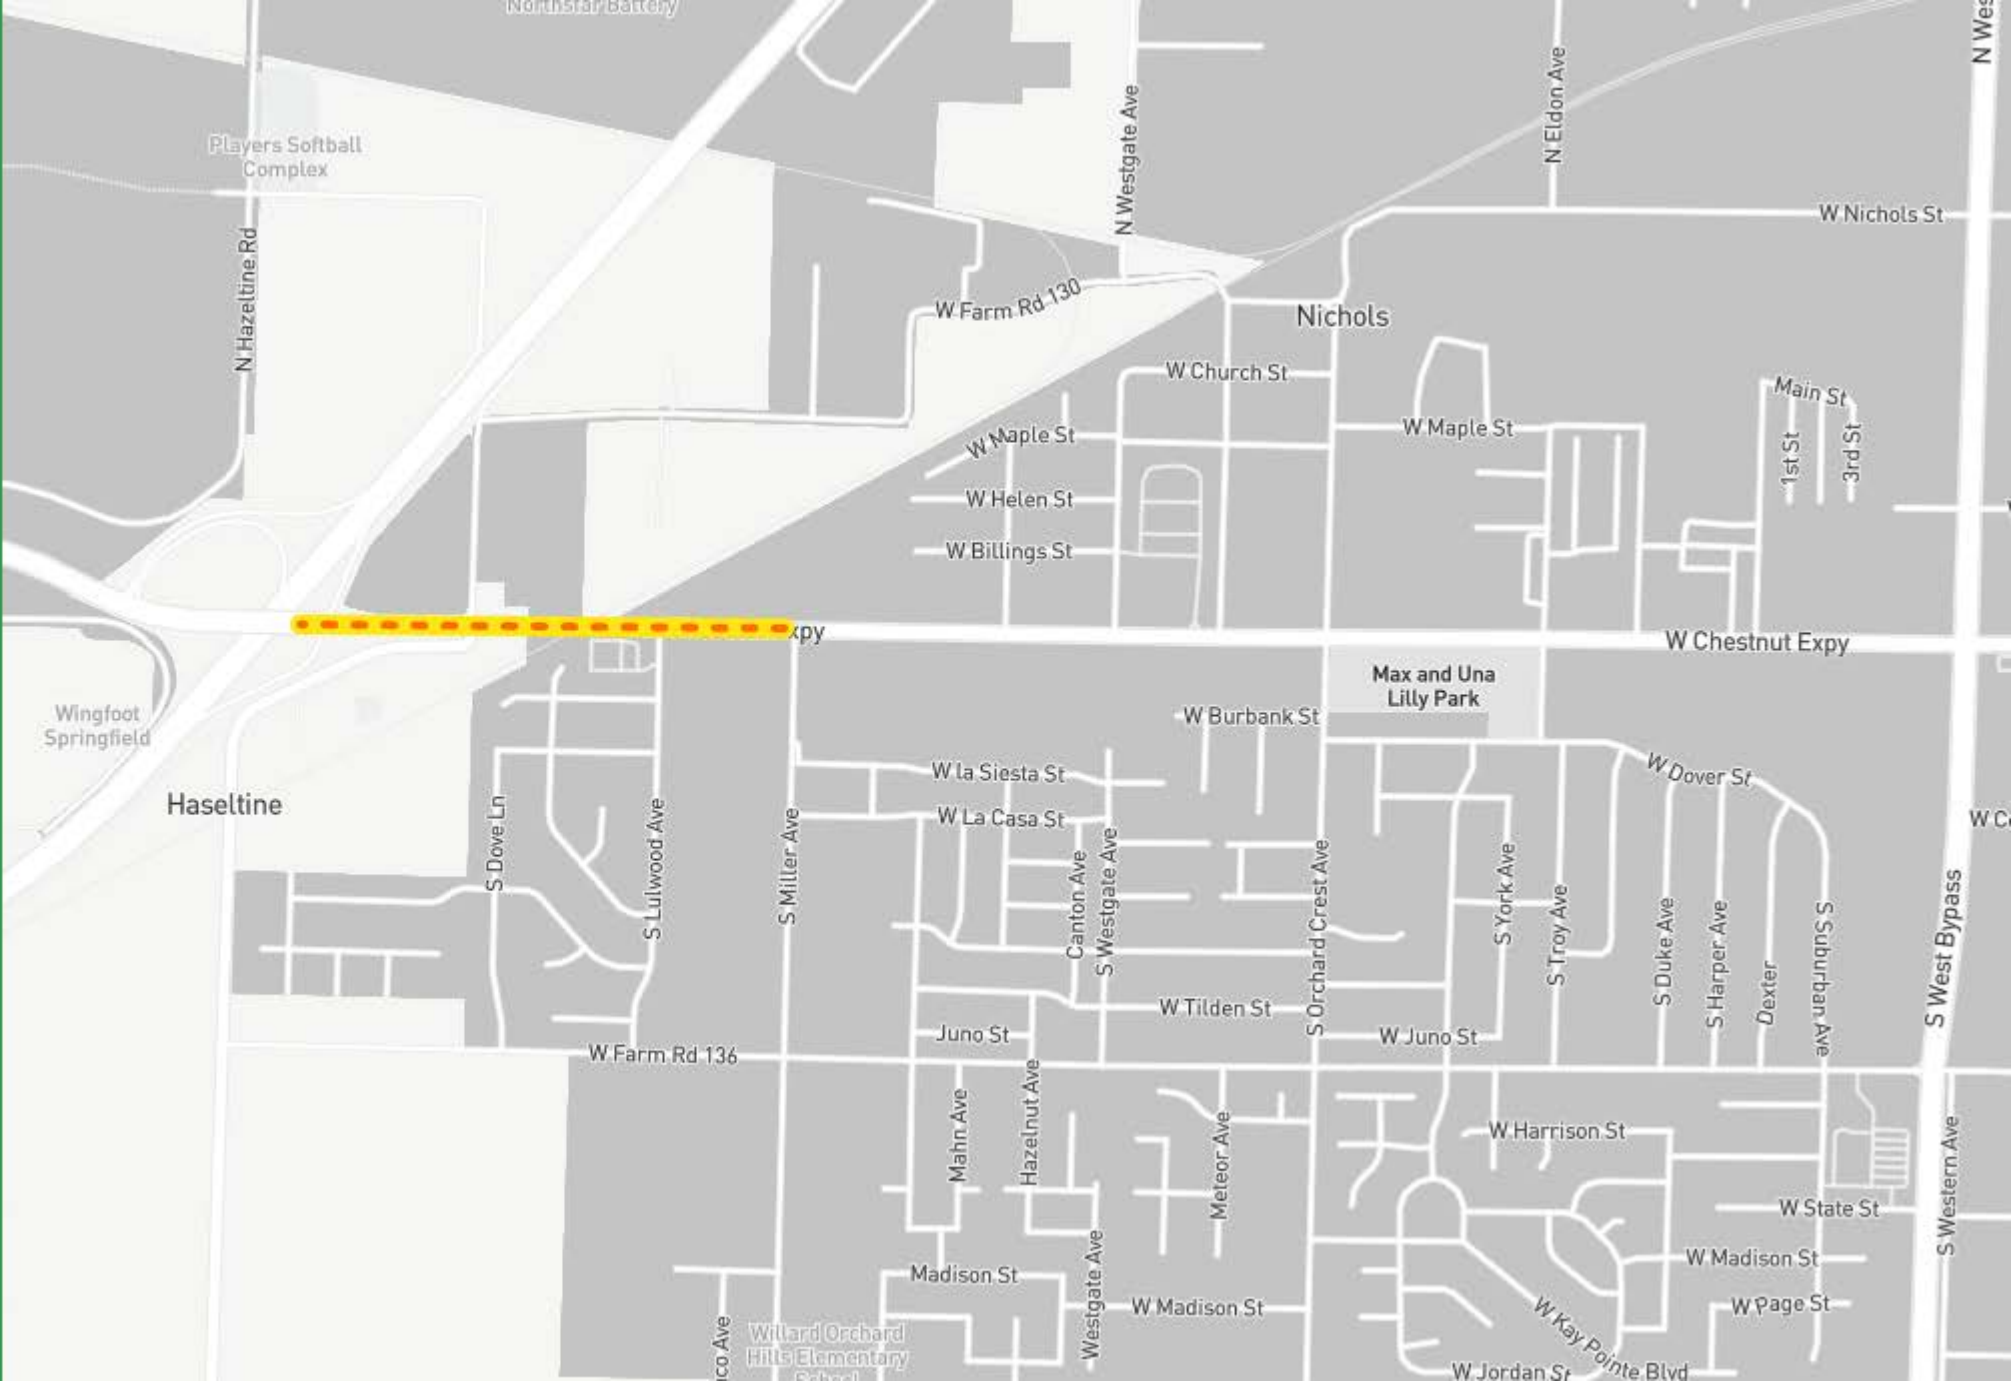 Northstar Battery
N Wes
Players Softball
Complex
N Westgate Ave
N Eldon Ave
W Nichols St
N Hazeltine Rd
W Farm Rd 130
Nichols
W Church St
Main St
W Maple St
W Maple St
1st St
3rd St
W Helen St
W Billings St
xpy
W Chestnut Expy
Max and Una
Lilly Park
Wingfoot
Springfield
W Burbank St
W la Siesta St
W Dover St
Haseltine
W La Casa St
W Ca
S Dove Ln
S Lulwood Ave
S Miller Ave
Canton Ave
S Westgate Ave
S Orchard Crest Ave
S York Ave
S Troy Ave
S Duke Ave
S Harper Ave
Dexter
S Suburban Ave
S West Bypass
W Tilden St
Juno St
W Juno St
W Farm Rd 136
Mahn Ave
Hazelnut Ave
Meteor Ave
W Harrison St
S Western Ave
W State St
Westgate Ave
Madison St
W Madison St
W Madison St
W Page St
W Kay Pointe Blvd
W Jordan St
co Ave
Willard Orchard
Hills Elementary
School